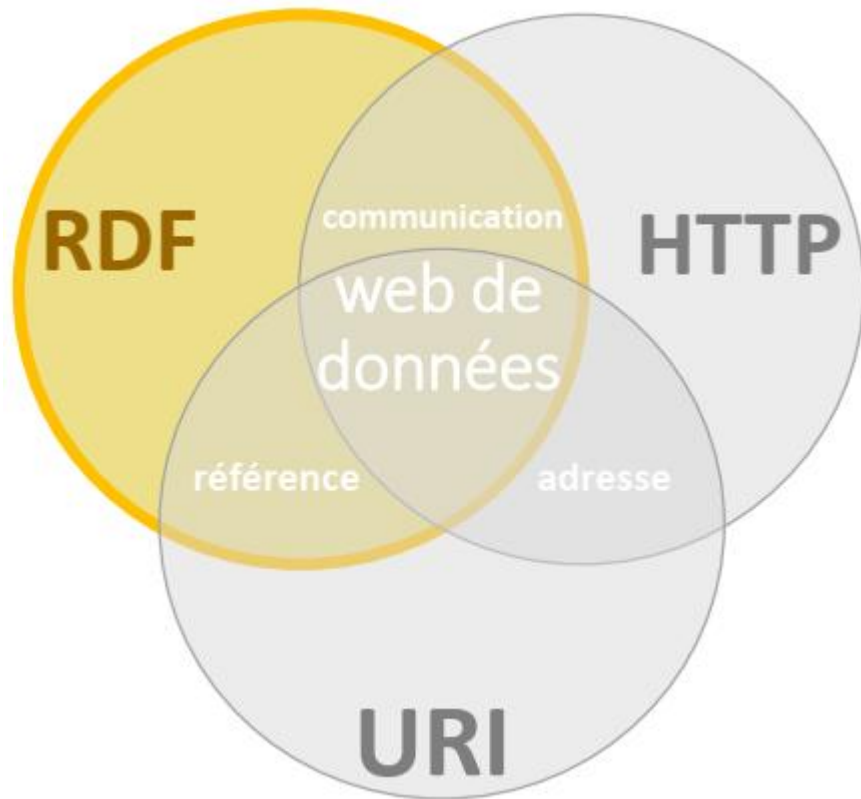 communication
RDF
HTTP
web de
données
référence
adresse
URI